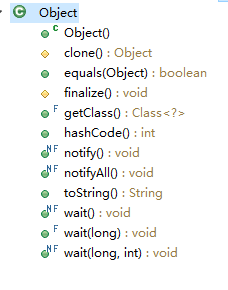 C Object
C Object()
clone() : Object
equals(Object) : boolean
finalize() : void
F getClass() : Class<?>
hashCode() : int
N F notify() : void
N F notifyAll() : void
toString() : String
N F wait() : void
F wait(long) : void
N F wait(long, int) : void